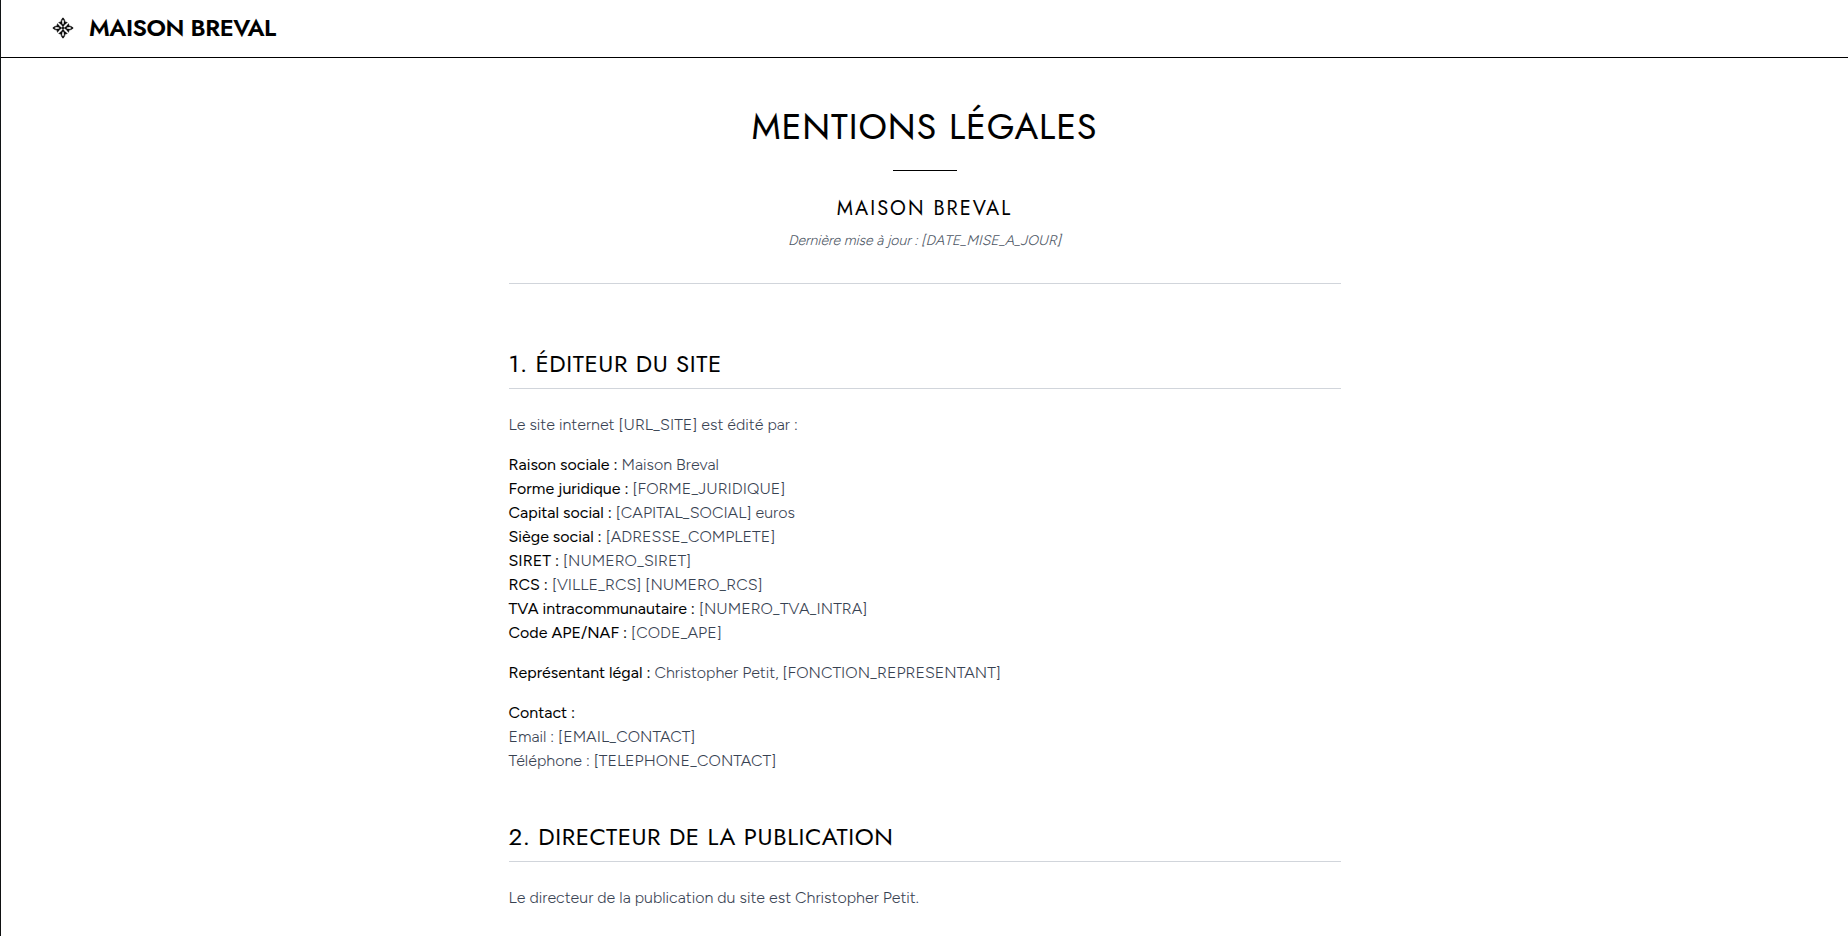 MAISON BREVAL
MENTIONS LÉGALES
MAISON BREVAL
Dernière mise à jour : [DATE_MISE_A_JOUR]
1. ÉDITEUR DU SITE
Le site internet [URL_SITE] est édité par :
Raison sociale : Maison Breval
Forme juridique : [FORME_JURIDIQUE]
Capital social : [CAPITAL_SOCIAL] euros
Siège social : [ADRESSE_COMPLETE]
SIRET : [NUMERO_SIRET]
RCS : [VILLE_RCS] [NUMERO_RCS]
TVA intracommunautaire : [NUMERO_TVA_INTRA]
Code APE/NAF : [CODE_APE]
Représentant légal : Christopher Petit, [FONCTION_REPRESENTANT]
Contact :
Email : [EMAIL_CONTACT]
Téléphone : [TELEPHONE_CONTACT]
2. DIRECTEUR DE LA PUBLICATION
Le directeur de la publication du site est Christopher Petit.